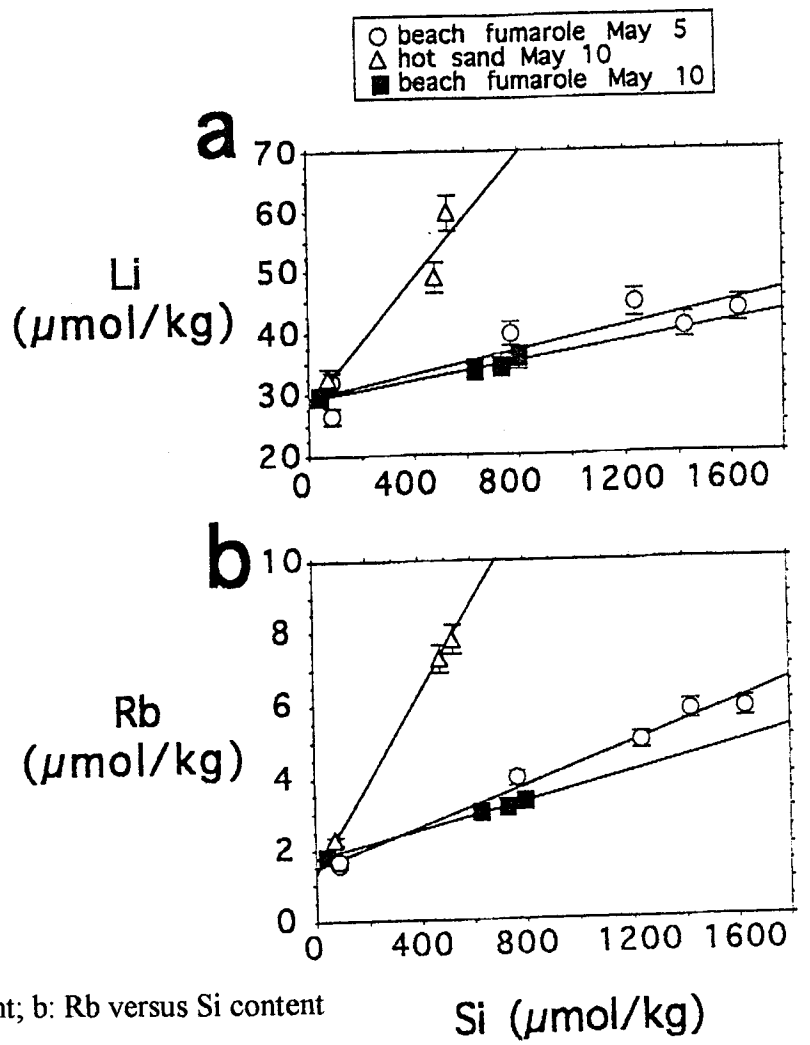 beach fumarole May 5
hot sand May 10
beach fumarole May 10
a
70
60
50
40
30
20
Li
(µmol/kg)
0 400 800 1200 1600
b
10
8
6
4
2
0
Rb
(µmol/kg)
0 400 800 1200 1600
nt; b: Rb versus Si content
Si (µmol/kg)